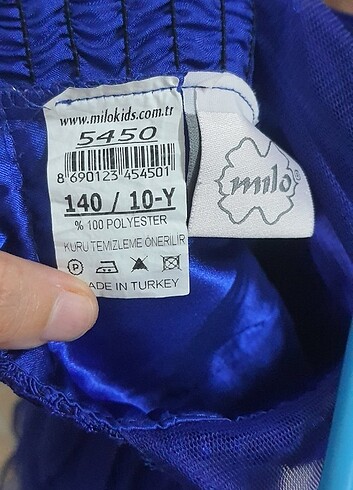 www.milokids.com.tr
5450
8 690123 454501
140 / 10-Y
% 100 POLYESTER
KURU TEMİZLEME ÖNERİLİR
P
ADE IN TURKEY
milo®